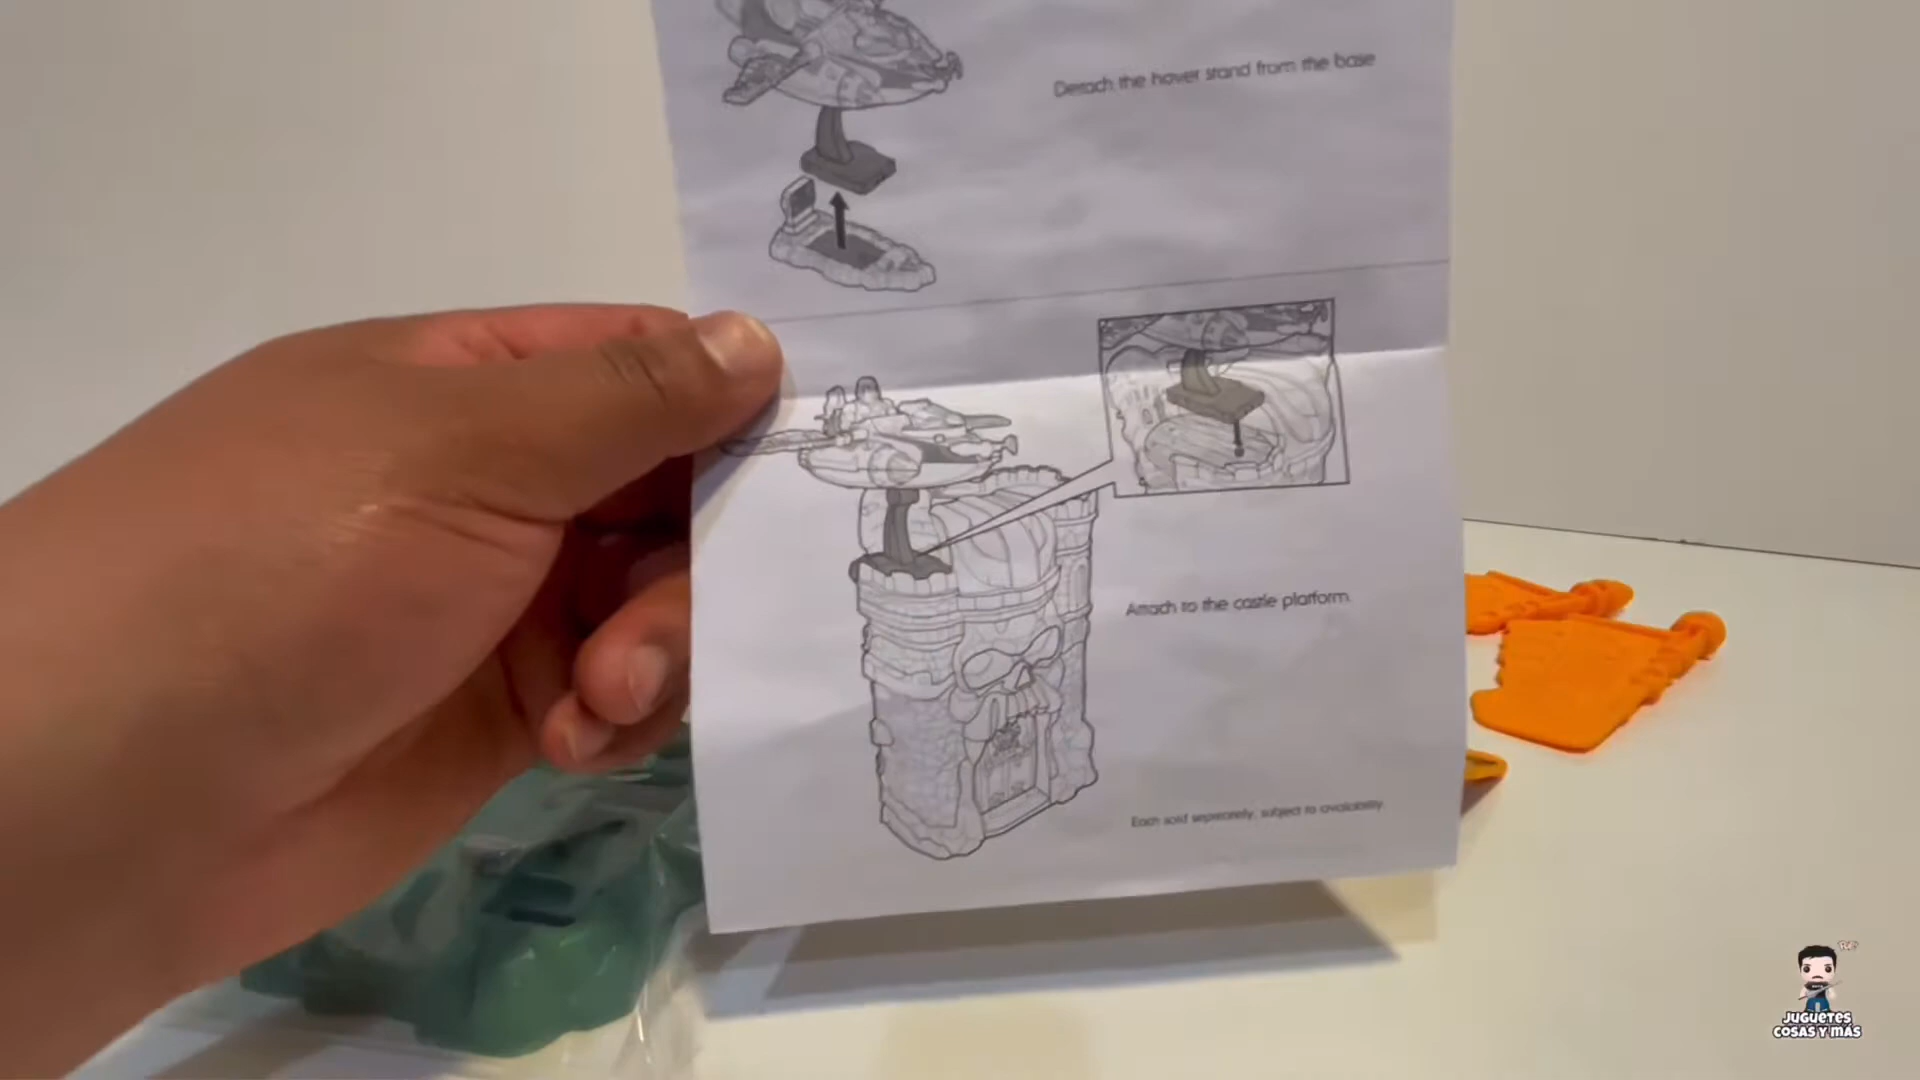 Detach the hover stand from the base
Attach to the castle platform.
Each sold separately, subject to availability.
RC
JUGUETES
COSAS Y MÁS